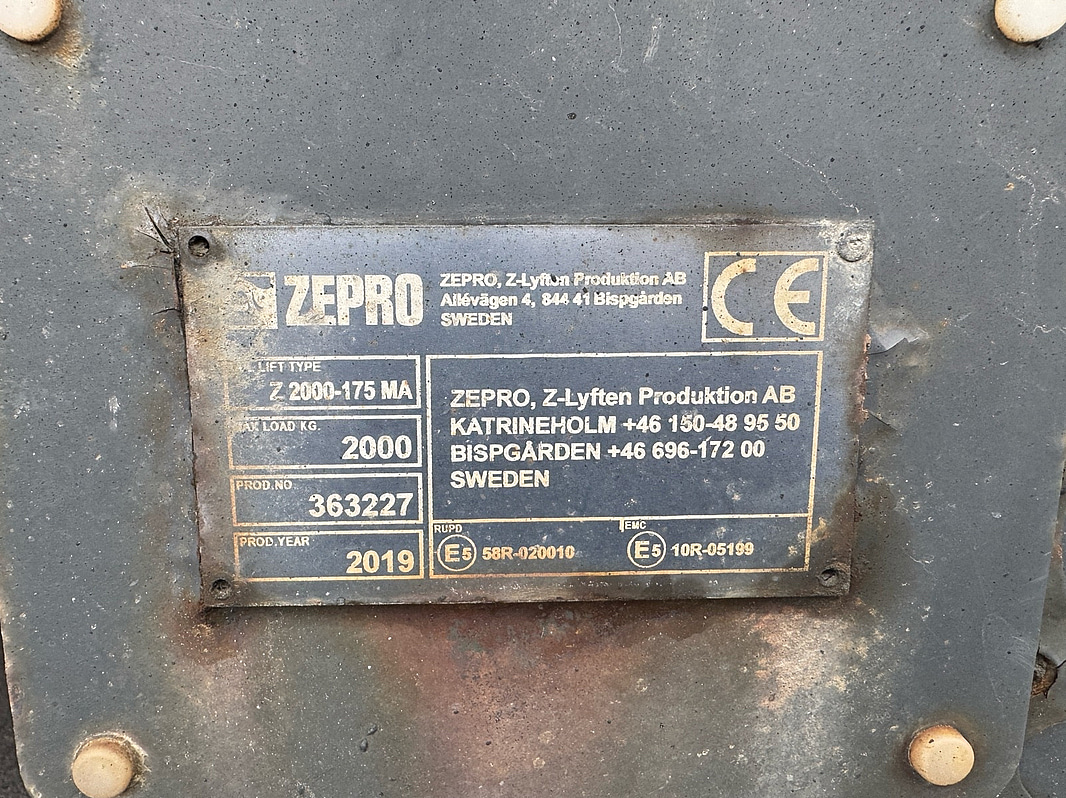 ZEPRO
ZEPRO, Z-Lyften Produktion AB
Allévägen 4, 844 41 Bispgården
SWEDEN
CE
LIFT TYPE
Z 2000-175 MA
MAX LOAD KG.
2000
PROD.NO
363227
PROD.YEAR
2019
ZEPRO, Z-Lyften Produktion AB
KATRINEHOLM +46 150-48 95 50
BISPGÅRDEN +46 696-172 00
SWEDEN
RUPD
E5 58R-020010
EMC
E5 10R-05199